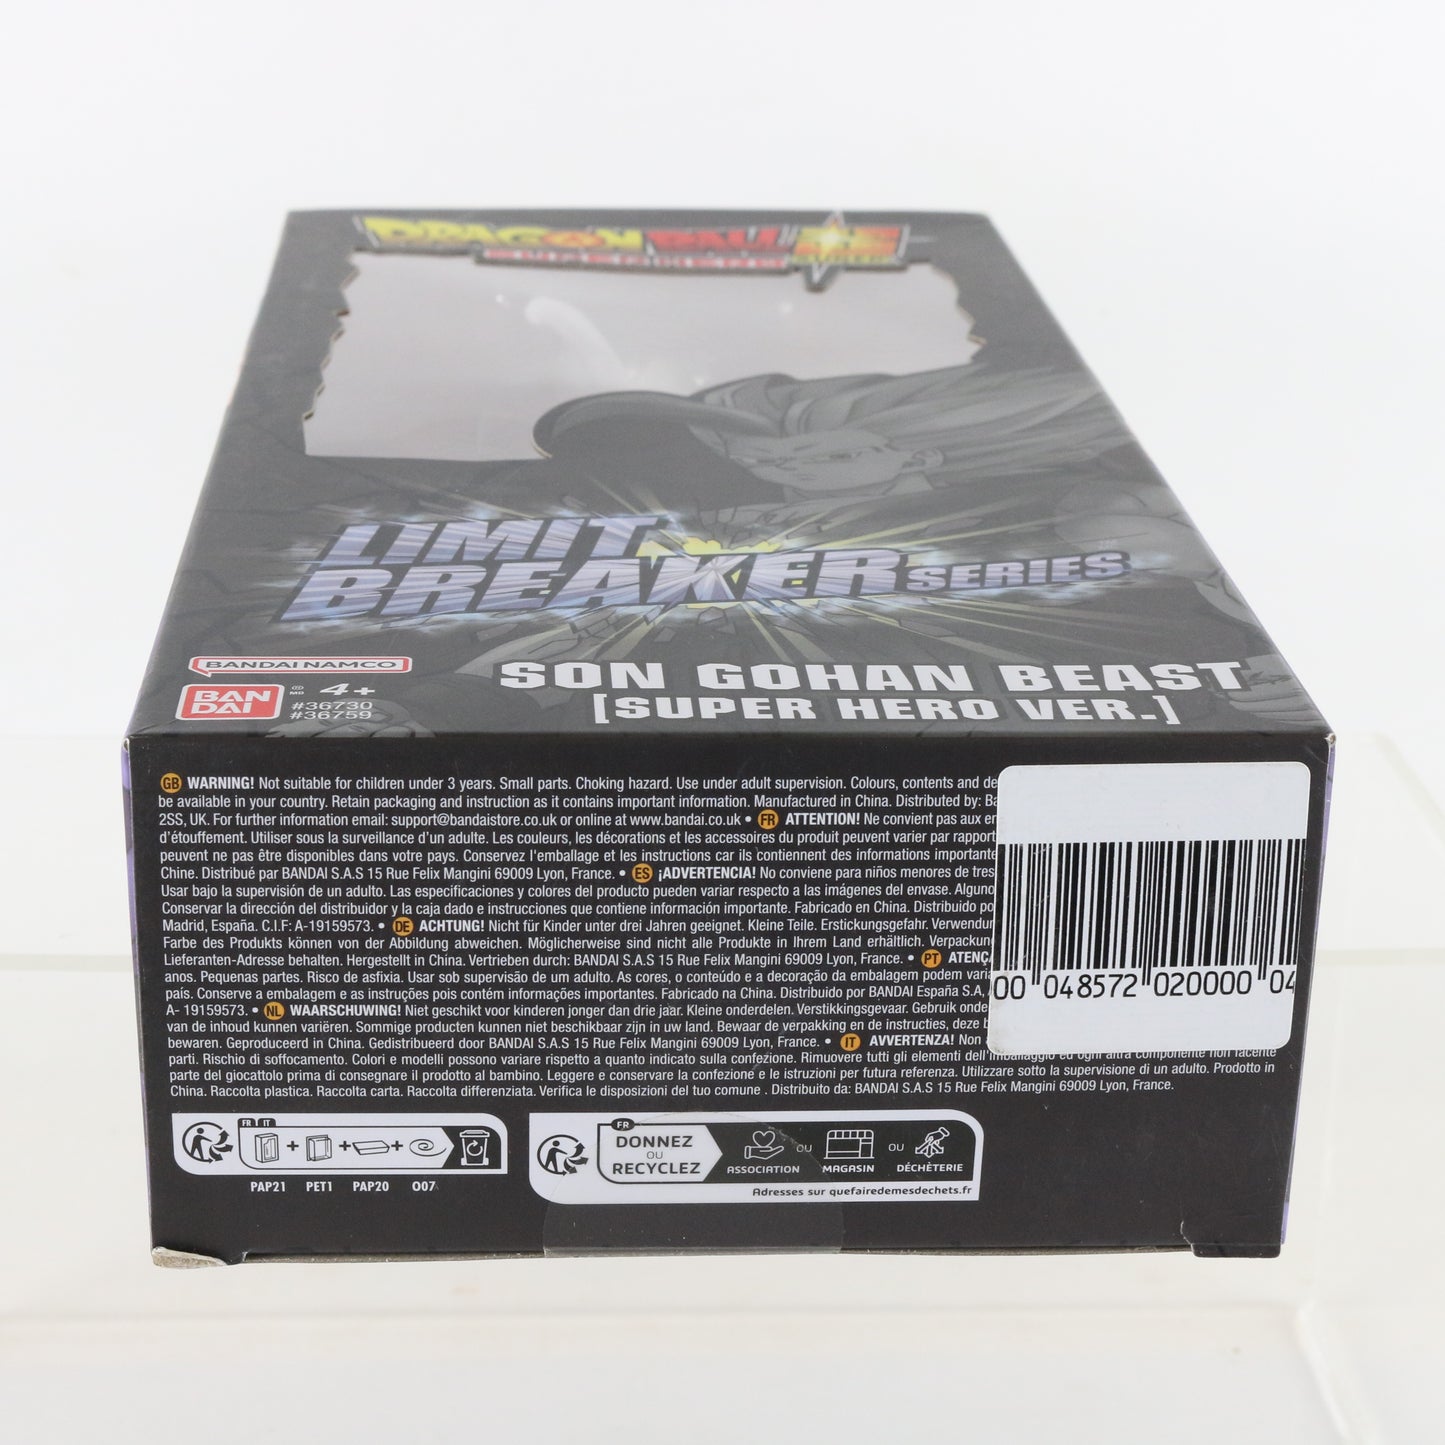 DRAGON BALL SUPER
SUPER HERO
LIMIT
BREAKER SERIES
BANDAI NAMCO
BAN
DAI
® MD 4+
#36730
#36759
SON GOHAN BEAST
[SUPER HERO VER.]
GB WARNING! Not suitable for children under 3 years. Small parts. Choking hazard. Use under adult supervision. Colours, contents and
be available in your country. Retain packaging and instruction as it contains important information. Manufactured in China. Distributed by:
2SS, UK. For further information email: support@bandaistore.co.uk or online at www.bandai.co.uk • FR ATTENTION! Ne convient pas aux
d'étouffement. Utiliser sous la surveillance d'un adulte. Les couleurs, les décorations et les accessoires du produit peuvent varier par
peuvent ne pas être disponibles dans votre pays. Conservez l'emballage et les instructions car ils contiennent des informations
Chine. Distribué par BANDAI S.A.S 15 Rue Felix Mangini 69009 Lyon, France. • ES ¡ADVERTENCIA! No conviene para niños menores de tres
Usar bajo la supervisión de un adulto. Las especificaciones y colores del producto pueden variar respecto a las imágenes del envase.
Conservar la dirección del distribuidor y la caja dado e instrucciones que contiene información importante. Fabricado en China. Distribuido
Madrid, España. C.I.F: A-19159573. • DE ACHTUNG! Nicht für Kinder unter drei Jahren geeignet. Kleine Teile. Erstickungsgefahr.
Farbe des Produkts können von der Abbildung abweichen. Möglicherweise sind nicht alle Produkte in Ihrem Land erhältlich.
Lieferanten-Adresse behalten. Hergestellt in China. Vertrieben durch: BANDAI S.A.S 15 Rue Felix Mangini 69009 Lyon, France. • PT
anos. Pequenas partes. Risco de asfixia. Usar sob supervisão de um adulto. As cores, o conteúdo e a decoração da embalagem podem
país. Conserve a embalagem e as instruções pois contém informações importantes. Fabricado na China. Distribuido por BANDAI España S.A,
A- 19159573. • NL WAARSCHUWING! Niet geschikt voor kinderen jonger dan drie jaar. Kleine onderdelen. Verstikkingsgevaar. Gebruik
van de inhoud kunnen variëren. Sommige producten kunnen niet beschikbaar zijn in uw land. Bewaar de verpakking en de instructies, deze
bewaren. Geproduceerd in China. Gedistribueerd door BANDAI S.A.S 15 Rue Felix Mangini 69009 Lyon, France. • IT AVVERTENZA! Non
parti. Rischio di soffocamento. Colori e modelli possono variare rispetto a quanto indicato sulla confezione. Rimuovere tutti gli elementi dell'imballaggio ed ogni altra componente non facente
parte del giocattolo prima di consegnare il prodotto al bambino. Leggere e conservare la confezione e le istruzioni per futura referenza. Utilizzare sotto la supervisione di un adulto. Prodotto in
China. Raccolta plastica. Raccolta carta. Raccolta differenziata. Verifica le disposizioni del tuo comune . Distribuito da: BANDAI S.A.S 15 Rue Felix Mangini 69009 Lyon, France.
00 048572 020000 04
FR IT
+ + +
PAP21 PET1 PAP20 007
FR
DONNEZ
OU
RECYCLEZ
ASSOCIATION OU MAGASIN OU DÉCHÈTERIE
Adresses sur quefairedemesdechets.fr